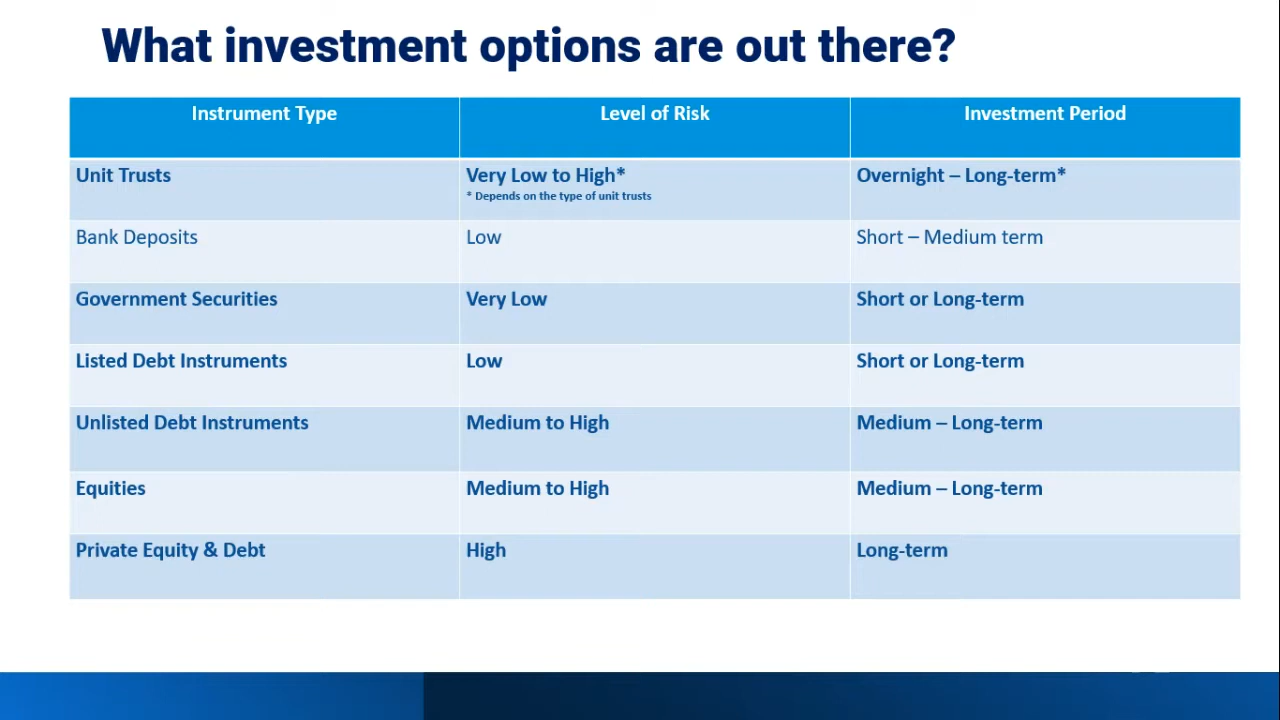 What investment options are out there?
Instrument Type Level of Risk Investment Period
Unit Trusts Very Low to High* Overnight – Long-term*
* Depends on the type of unit trusts
Bank Deposits Low Short – Medium term
Government Securities Very Low Short or Long-term
Listed Debt Instruments Low Short or Long-term
Unlisted Debt Instruments Medium to High Medium – Long-term
Equities Medium to High Medium – Long-term
Private Equity & Debt High Long-term